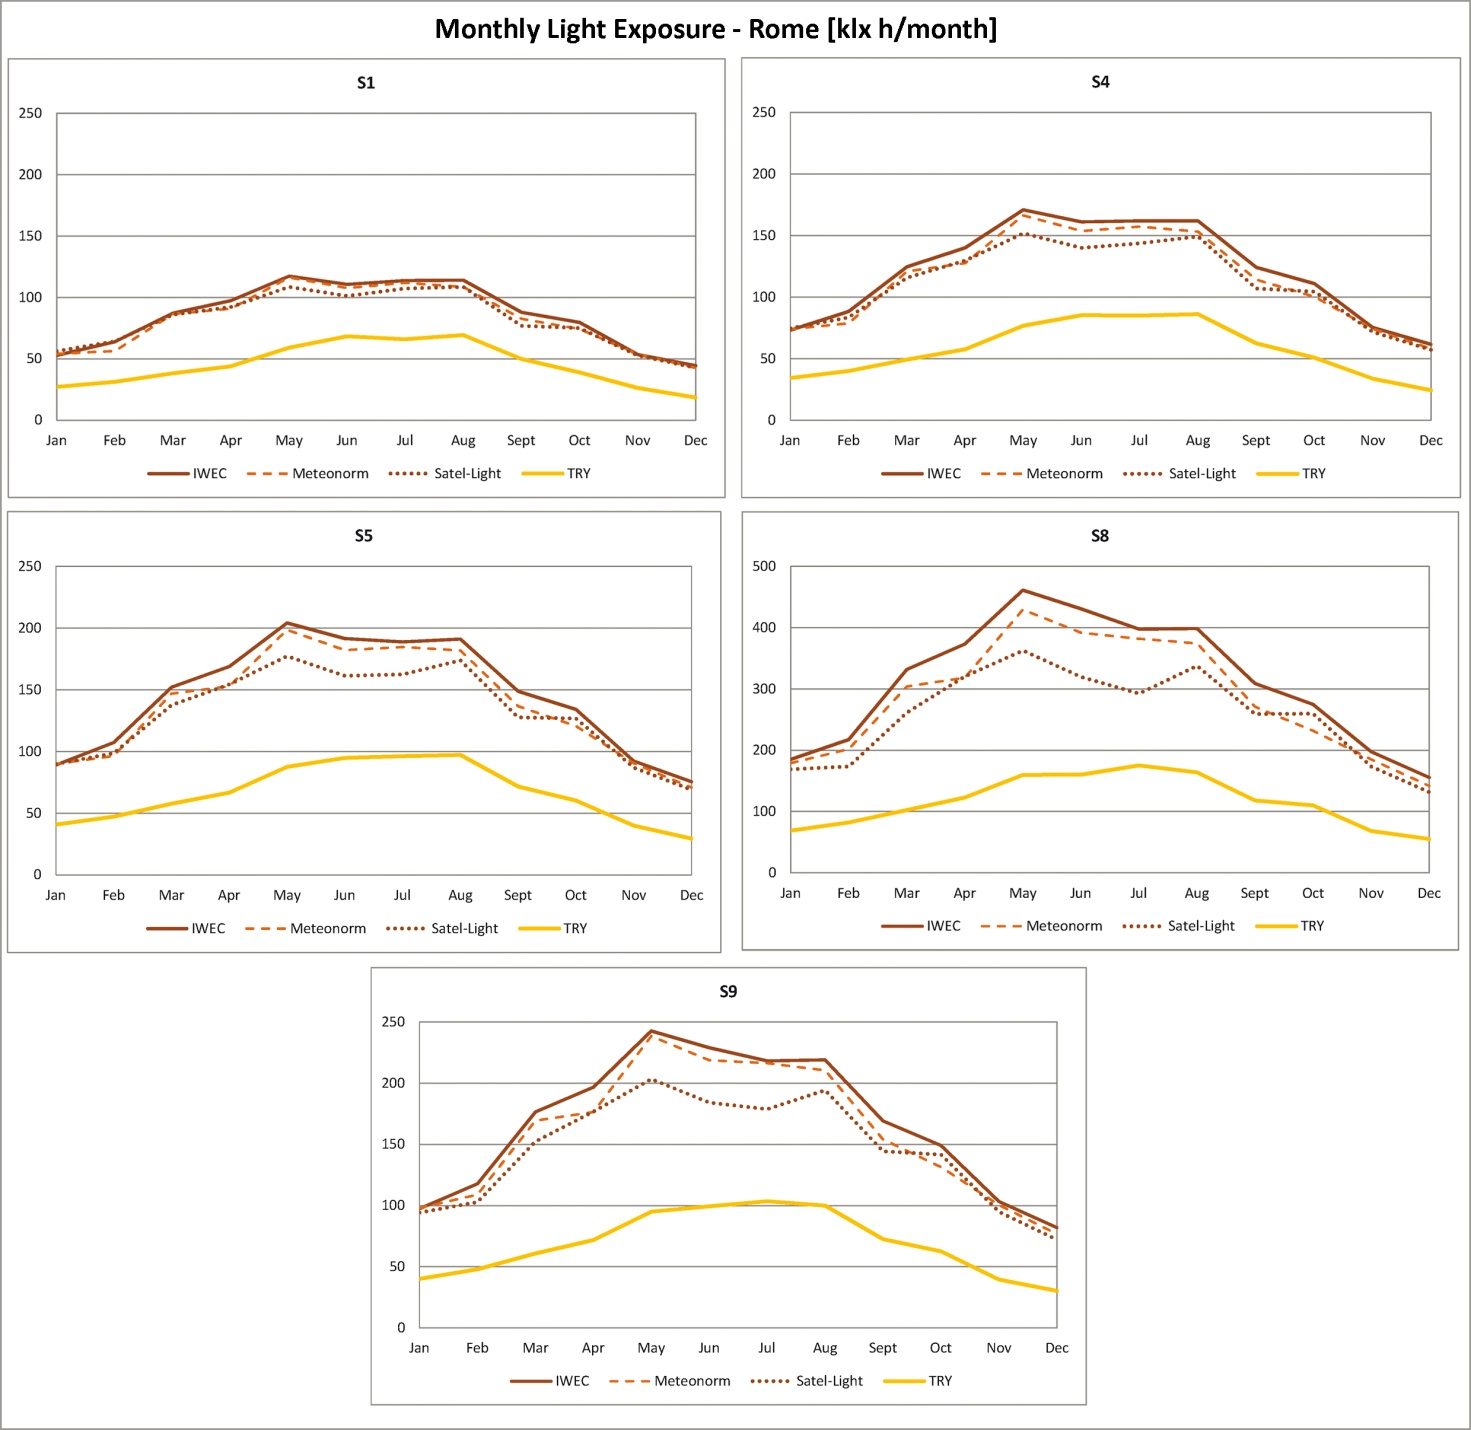 Monthly Light Exposure - Rome [klx h/month]
S1
250
200
150
100
50
0
Jan Feb Mar Apr May Jun Jul Aug Sept Oct Nov Dec
IWEC Meteonorm Satel-Light TRY
S4
250
200
150
100
50
0
Jan Feb Mar Apr May Jun Jul Aug Sept Oct Nov Dec
IWEC Meteonorm Satel-Light TRY
S5
250
200
150
100
50
0
Jan Feb Mar Apr May Jun Jul Aug Sept Oct Nov Dec
IWEC Meteonorm Satel-Light TRY
S8
500
400
300
200
100
0
Jan Feb Mar Apr May Jun Jul Aug Sept Oct Nov Dec
IWEC Meteonorm Satel-Light TRY
S9
250
200
150
100
50
0
Jan Feb Mar Apr May Jun Jul Aug Sept Oct Nov Dec
IWEC Meteonorm Satel-Light TRY